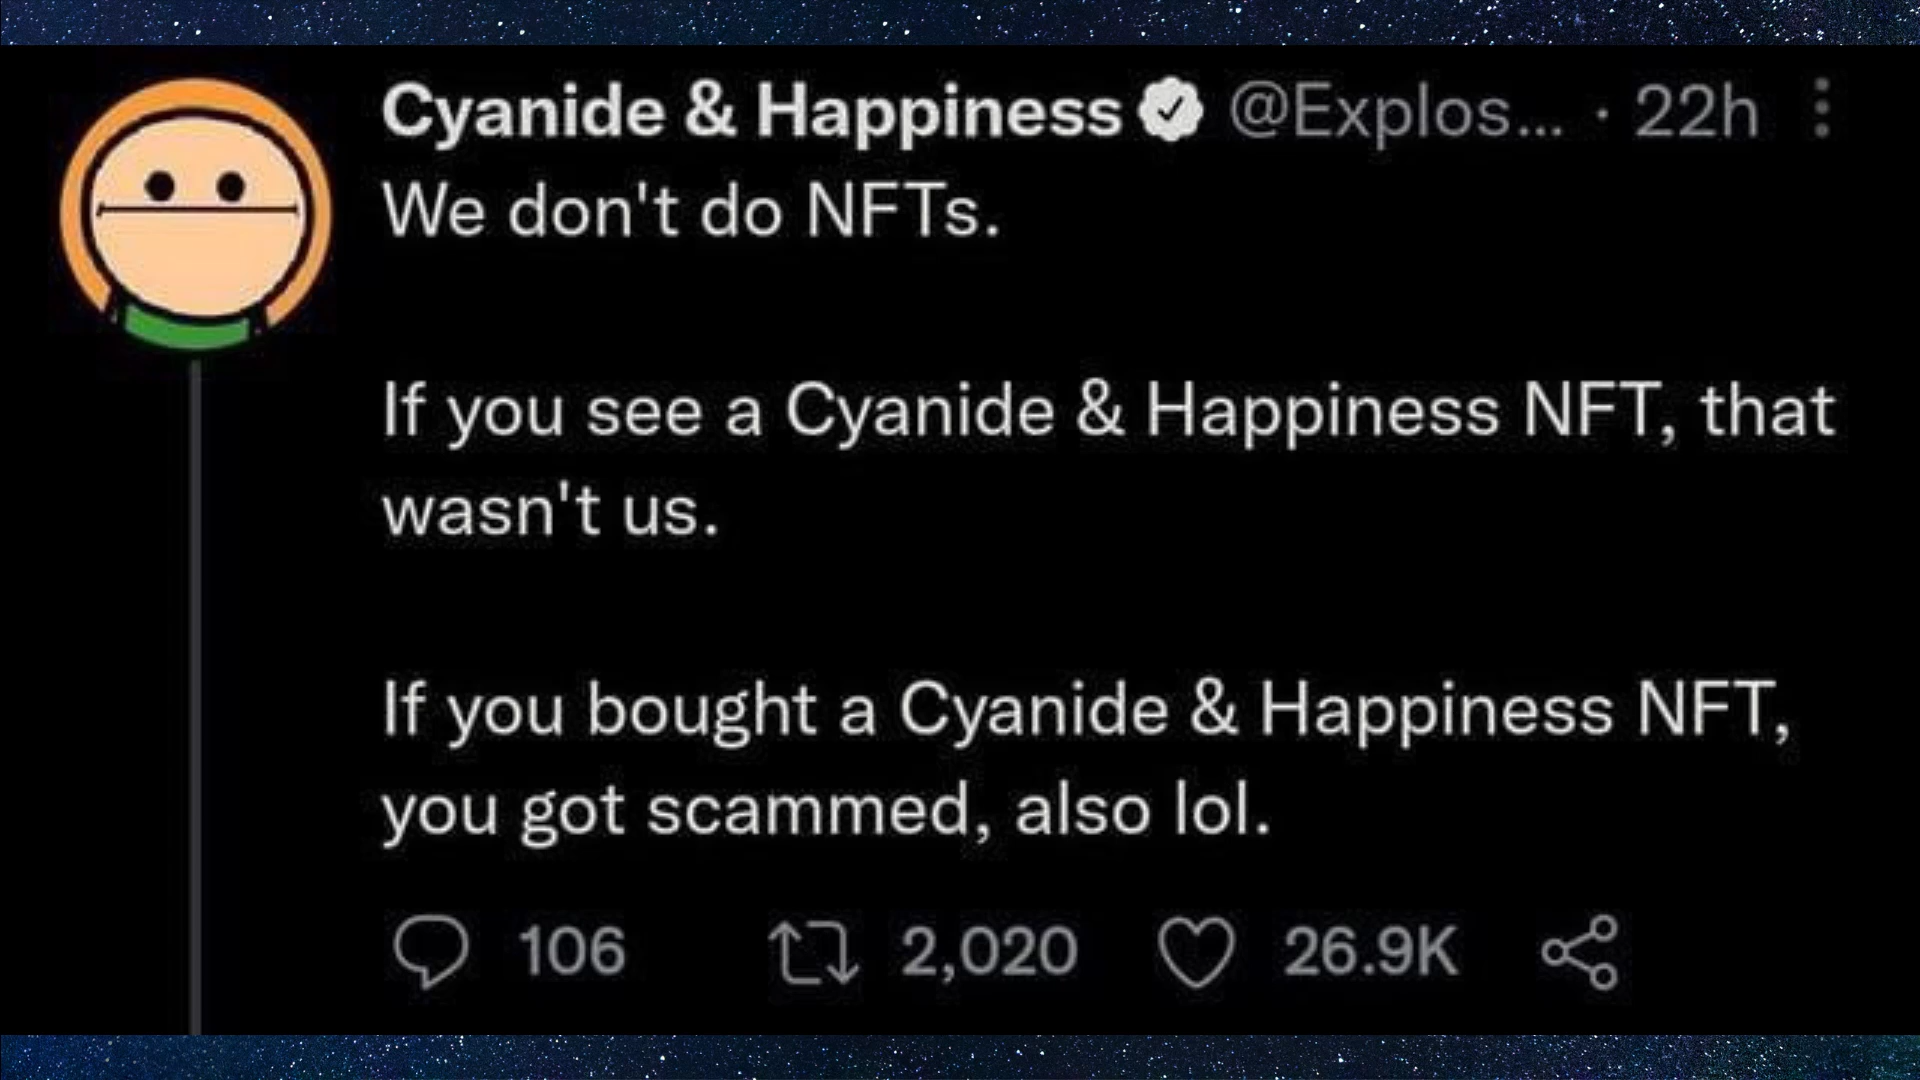 Cyanide & Happiness @Explos... · 22h
We don't do NFTs.
If you see a Cyanide & Happiness NFT, that
wasn't us.
If you bought a Cyanide & Happiness NFT,
you got scammed, also lol.
106 2,020 26.9K